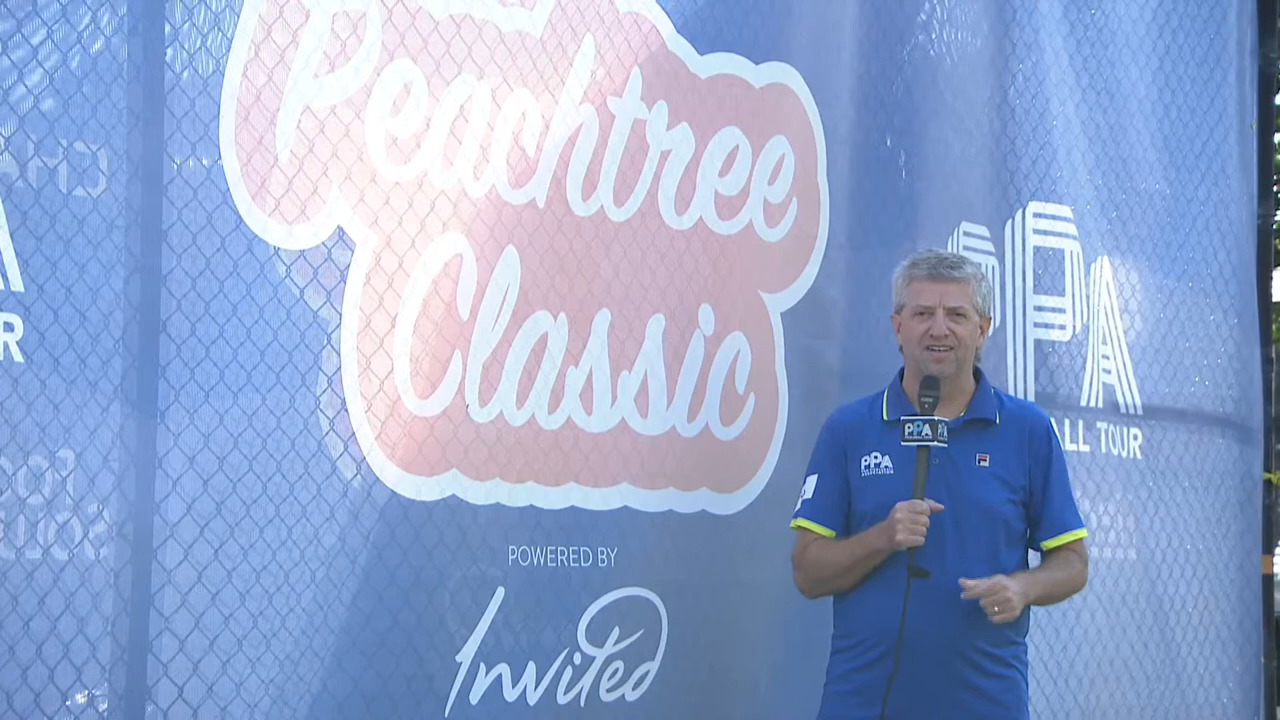 Peachtree
Classic
POWERED BY
Invited
PPA
ALL TOUR
PPA
PPA
R